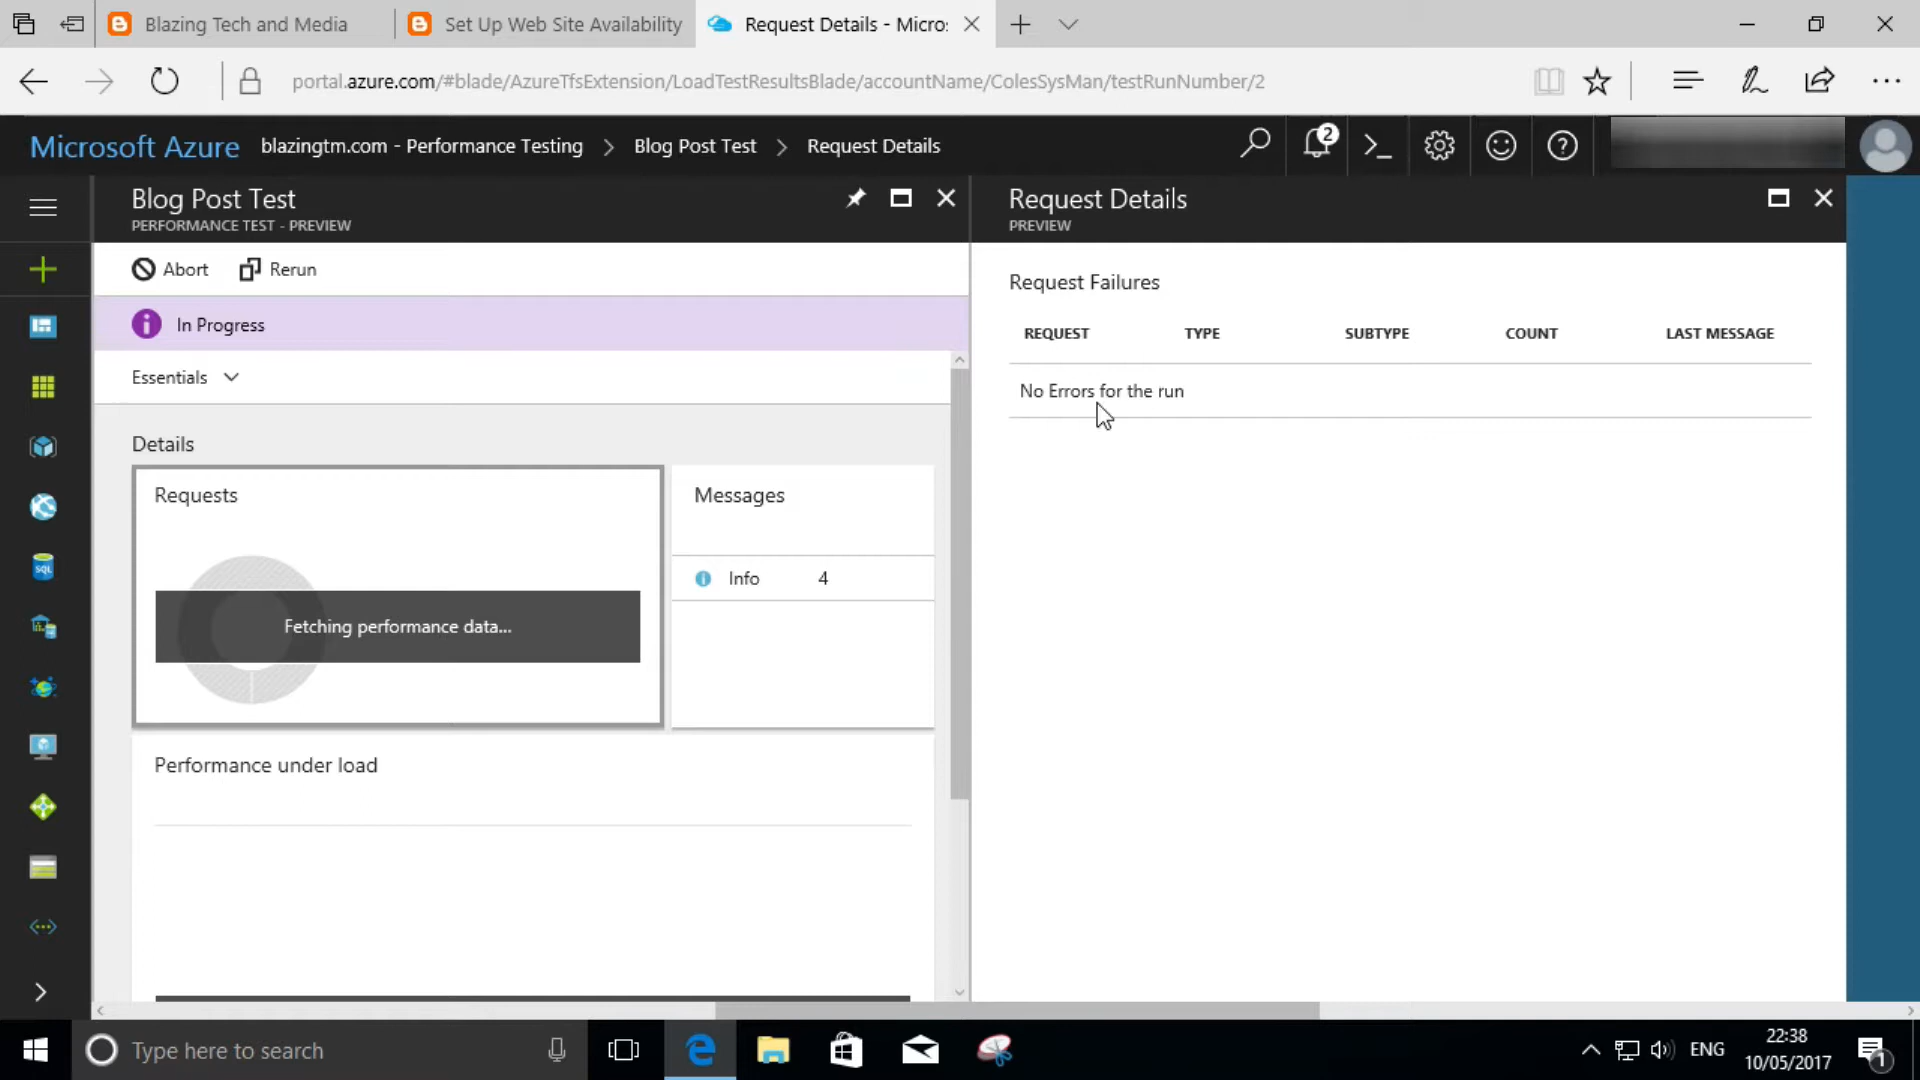 Blazing Tech and Media
Set Up Web Site Availability
Request Details - Micro
portal.azure.com/#blade/AzureTfsExtension/LoadTestResultsBlade/accountName/ColesSysMan/testRunNumber/2
Microsoft Azure
blazingtm.com - Performance Testing > Blog Post Test > Request Details
2
Blog Post Test
PERFORMANCE TEST - PREVIEW
Abort
Rerun
In Progress
Essentials
Details
Requests
Fetching performance data...
Messages
Info 4
Performance under load
SQL
Request Details
PREVIEW
Request Failures
REQUEST TYPE SUBTYPE COUNT LAST MESSAGE
No Errors for the run
Type here to search
ENG
22:38
10/05/2017
1